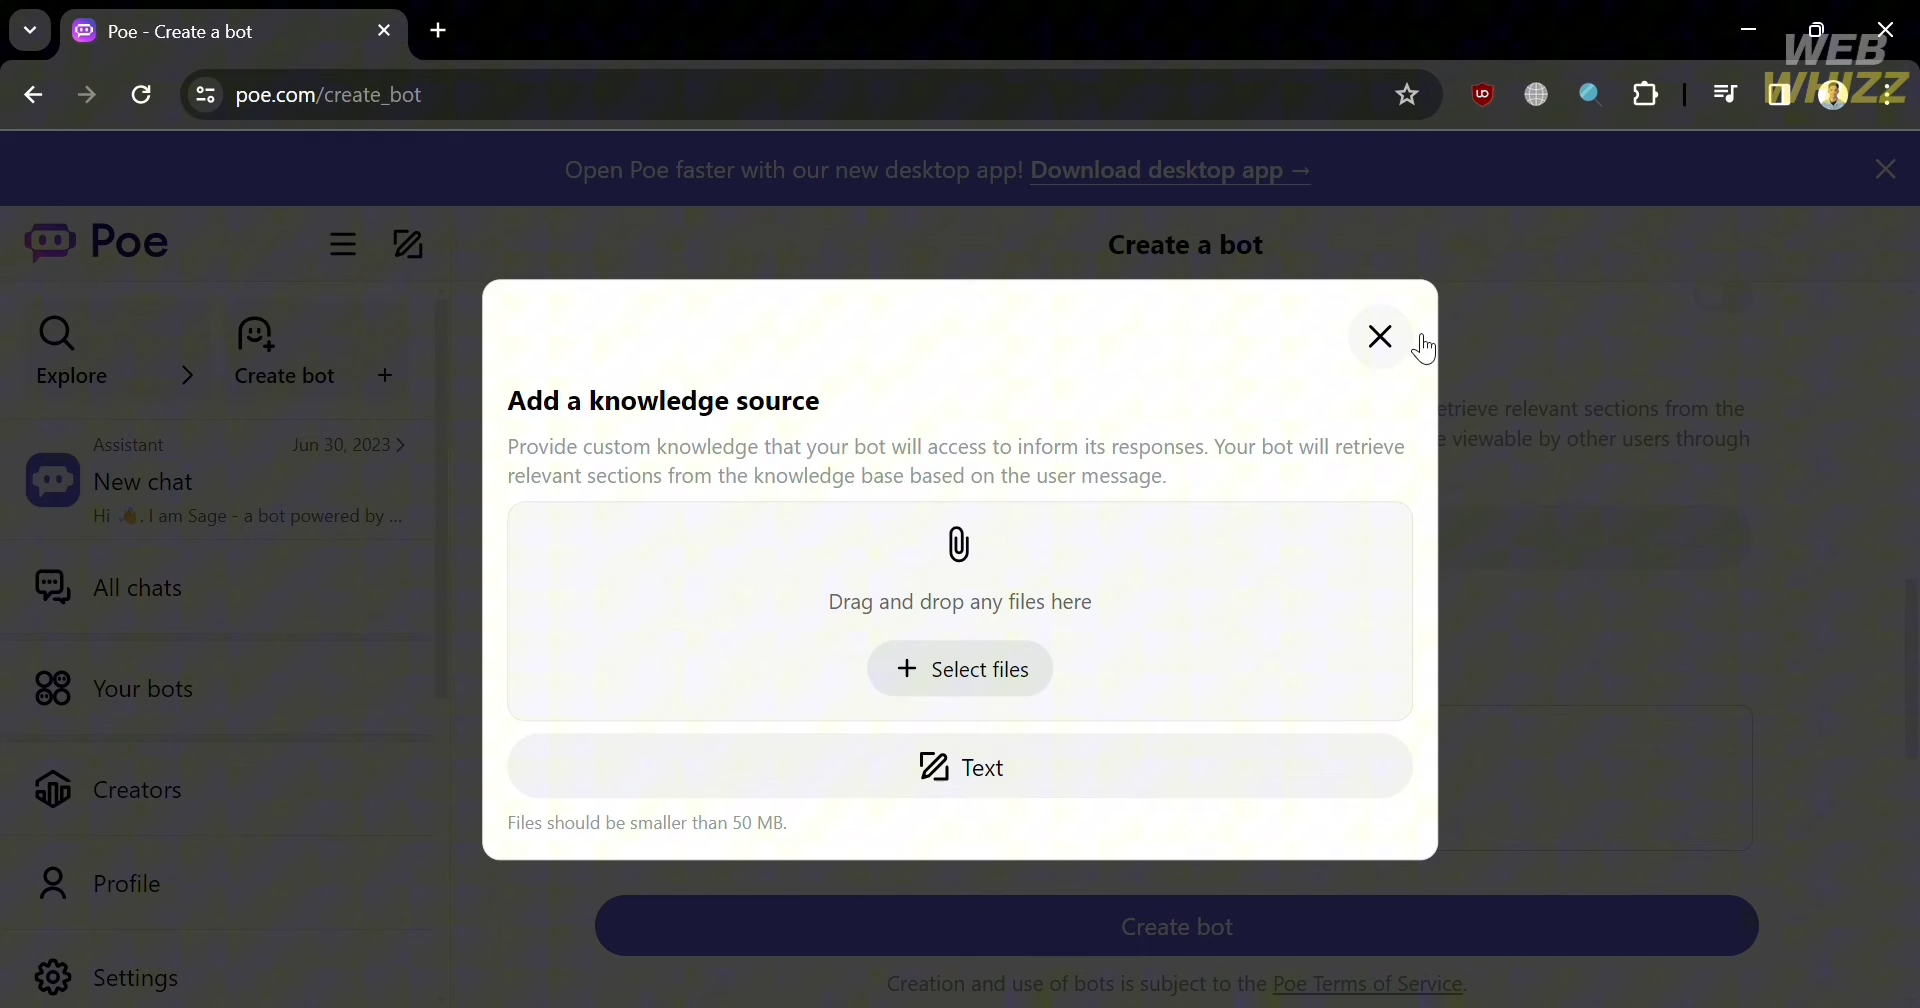 Poe - Create a bot
WEB
WHIZZ
poe.com/create_bot
Open Poe faster with our new desktop app! Download desktop app →
Poe
Create a bot
Explore
Create bot +
etrieve relevant sections from the
viewable by other users through
Assistant
Jun 30, 2023
New chat
Hi 👋. I am Sage - a bot powered by ...
All chats
Your bots
Creators
Profile
Settings
Add a knowledge source
Provide custom knowledge that your bot will access to inform its responses. Your bot will retrieve
relevant sections from the knowledge base based on the user message.
Drag and drop any files here
+ Select files
Text
Files should be smaller than 50 MB.
Create bot
Creation and use of bots is subject to the Poe Terms of Service.